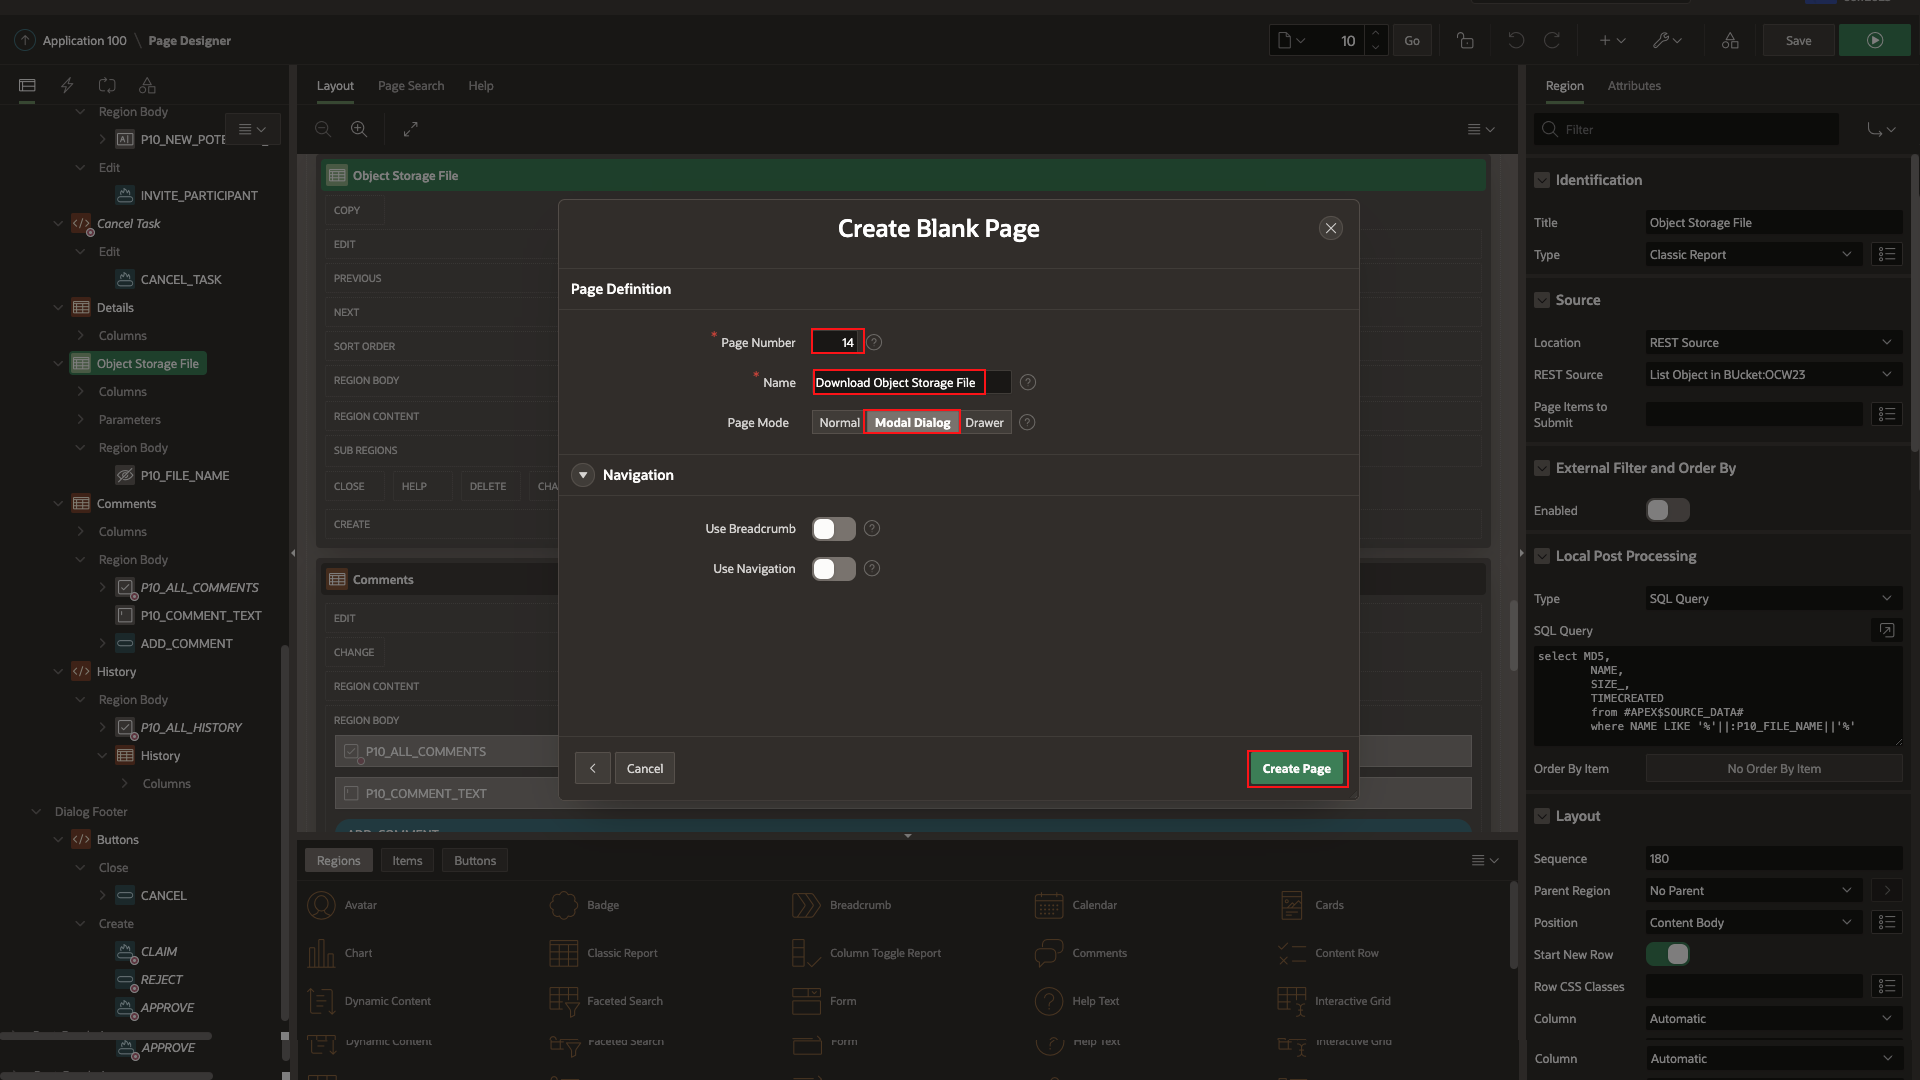 Application 100 \ Page Designer
10
Go
Save
Layout
Page Search
Help
Region
Attributes
Filter
Region Body
P10_NEW_POTE
Edit
INVITE_PARTICIPANT
Cancel Task
Edit
CANCEL_TASK
Details
Columns
Object Storage File
Columns
Parameters
Region Body
P10_FILE_NAME
Comments
Columns
Region Body
P10_ALL_COMMENTS
P10_COMMENT_TEXT
ADD_COMMENT
History
Region Body
P10_ALL_HISTORY
History
Columns
Dialog Footer
Buttons
Close
CANCEL
Create
CLAIM
REJECT
APPROVE
APPROVE
Object Storage File
COPY
EDIT
PREVIOUS
NEXT
SORT ORDER
REGION BODY
REGION CONTENT
SUB REGIONS
CLOSE
HELP
DELETE
CHA
CREATE
Comments
EDIT
CHANGE
REGION CONTENT
REGION BODY
P10_ALL_COMMENTS
P10_COMMENT_TEXT
Create Blank Page
Page Definition
* Page Number
14
* Name
Download Object Storage File
Page Mode
Normal
Modal Dialog
Drawer
Navigation
Use Breadcrumb
Use Navigation
Cancel
Create Page
Regions
Items
Buttons
Avatar
Badge
Breadcrumb
Calendar
Cards
Chart
Classic Report
Column Toggle Report
Comments
Content Row
Dynamic Content
Faceted Search
Form
Help Text
Interactive Grid
Dynamic Content
Faceted Search
Form
Help Text
Interactive Grid
Identification
Title
Object Storage File
Type
Classic Report
Source
Location
REST Source
REST Source
List Object in BUcket:OCW23
Page Items to
Submit
External Filter and Order By
Enabled
Local Post Processing
Type
SQL Query
SQL Query
select MD5,
NAME,
SIZE_,
TIMECREATED
from #APEX$SOURCE_DATA#
where NAME LIKE '%'||:P10_FILE_NAME||'%'
Order By Item
No Order By Item
Layout
Sequence
180
Parent Region
No Parent
Position
Content Body
Start New Row
Row CSS Classes
Column
Automatic
Column
Automatic